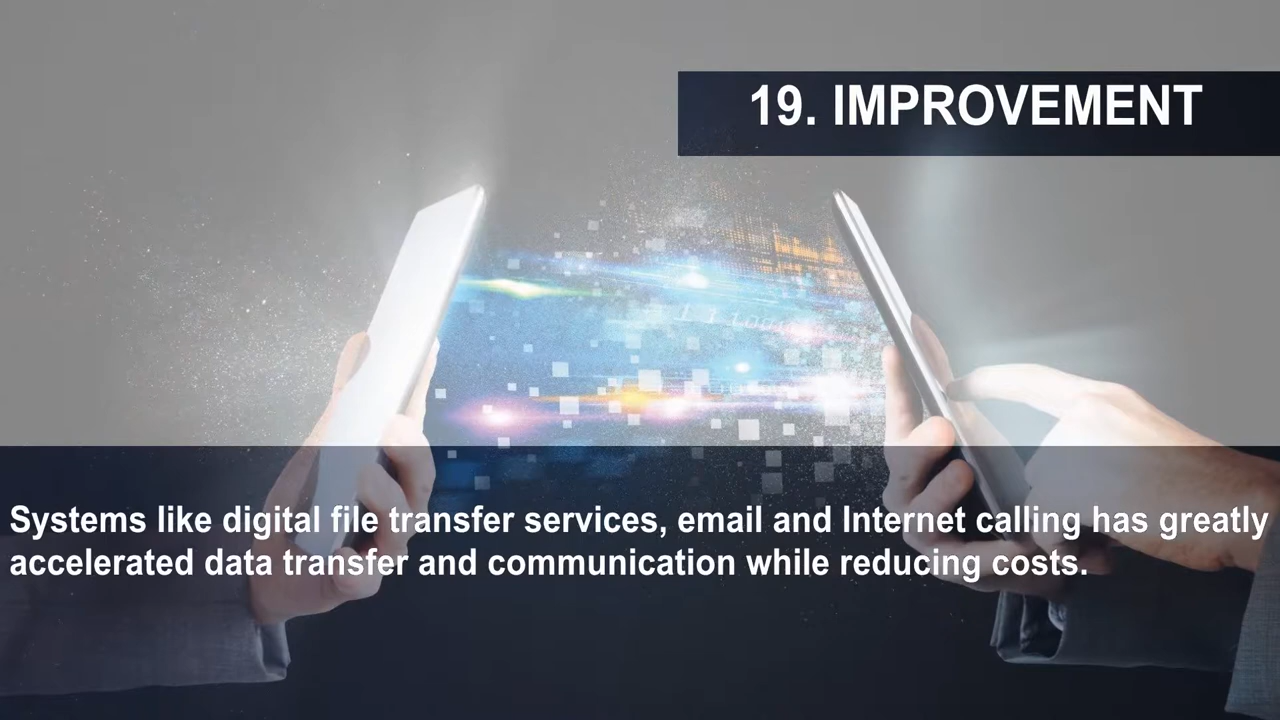 19. IMPROVEMENT
Systems like digital file transfer services, email and Internet calling has greatly
accelerated data transfer and communication while reducing costs.